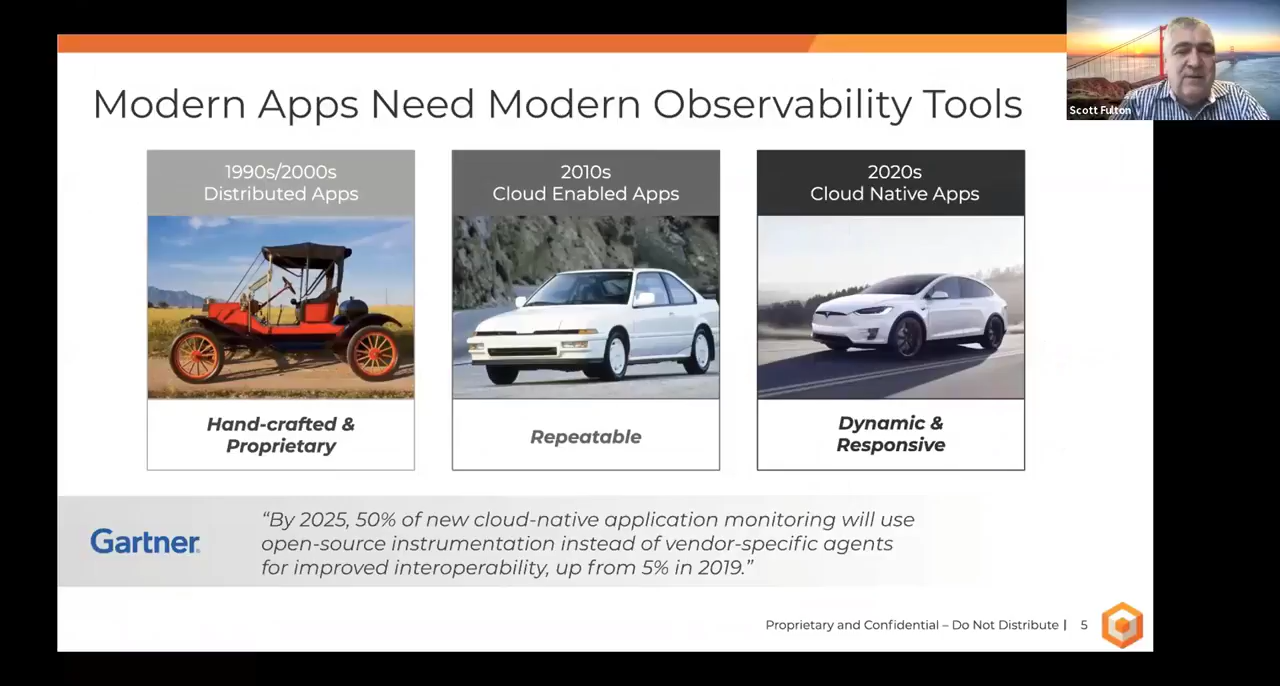 Modern Apps Need Modern Observability Tools
Scott Fulton
1990s/2000s
Distributed Apps
2010s
Cloud Enabled Apps
2020s
Cloud Native Apps
Hand-crafted &
Proprietary
Repeatable
Dynamic &
Responsive
Gartner®
“By 2025, 50% of new cloud-native application monitoring will use
open-source instrumentation instead of vendor-specific agents
for improved interoperability, up from 5% in 2019.”
Proprietary and Confidential – Do Not Distribute | 5